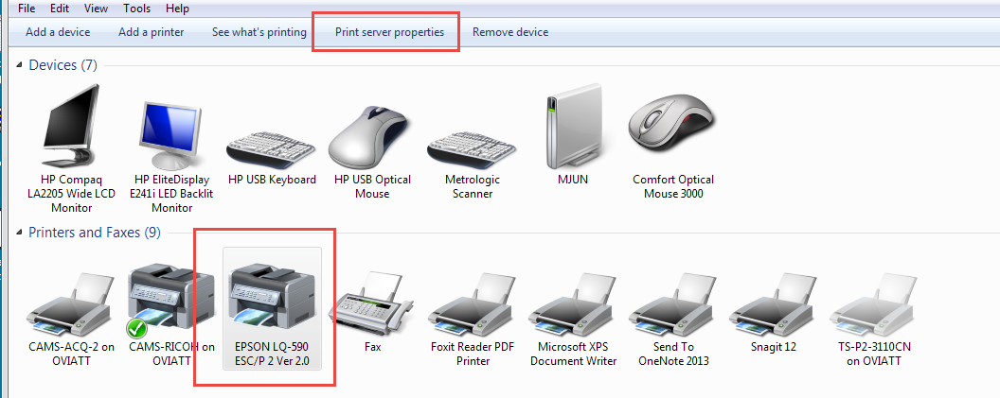 File Edit View Tools Help
Add a device Add a printer See what's printing Print server properties Remove device
Devices (7)
HP Compaq
LA2205 Wide LCD
Monitor
HP EliteDisplay
E241i LED Backlit
Monitor
HP USB Keyboard
HP USB Optical
Mouse
Metrologic
Scanner
MJUN
Comfort Optical
Mouse 3000
Printers and Faxes (9)
CAMS-ACQ-2 on
OVIATT
CAMS-RICOH on
OVIATT
EPSON LQ-590
ESC/P 2 Ver 2.0
Fax
Foxit Reader PDF
Printer
Microsoft XPS
Document Writer
Send To
OneNote 2013
Snagit 12
TS-P2-3110CN
on OVIATT